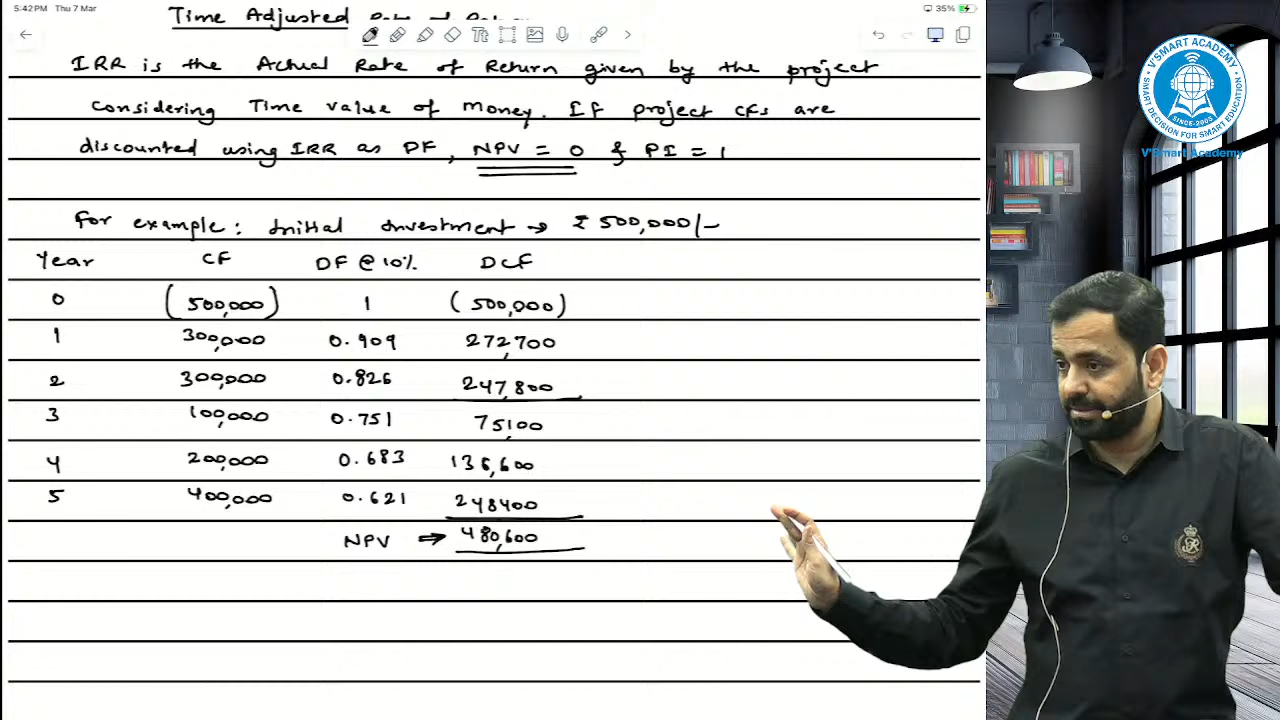 5:42 PM Thu 7 Mar
35%
Time Adjusted
IRR is the Actual Rate of Return given by the project
considering Time value of money. If project CFs are
discounted using IRR as DF, NPV = 0 & PI = 1
For example: Initial Investment → ₹ 500,000/-
Year CF DF @ 10% DCF
0 (500,000) 1 (500,000)
1 300,000 0.909 272,700
2 300,000 0.826 247,800
3 100,000 0.751 75,100
4 200,000 0.683 136,600
5 400,000 0.621 248400
NPV → 480,600
V'SMART ACADEMY
SINCE-2005
SMART DECISION FOR SMART EDUCATION
V'Smart Academy